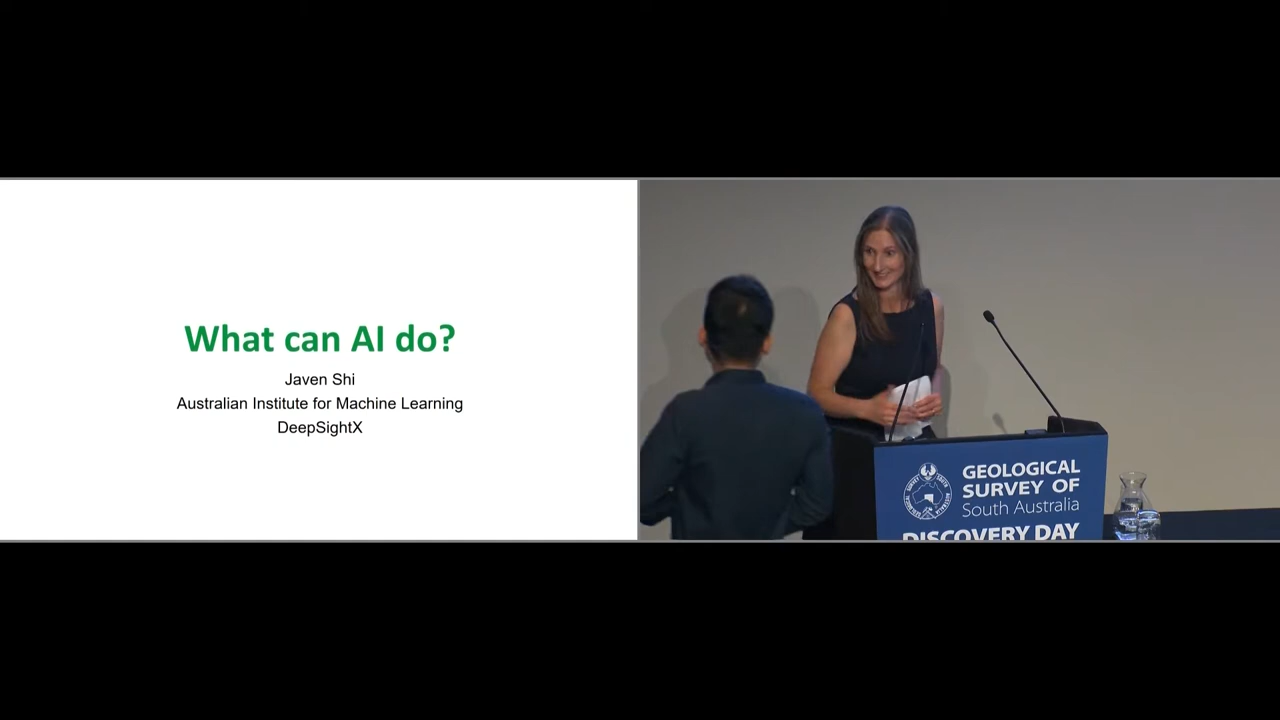 What can AI do?
Javen Shi
Australian Institute for Machine Learning
DeepSightX
GEOLOGICAL
SURVEY OF
South Australia
DISCOVERY DAY